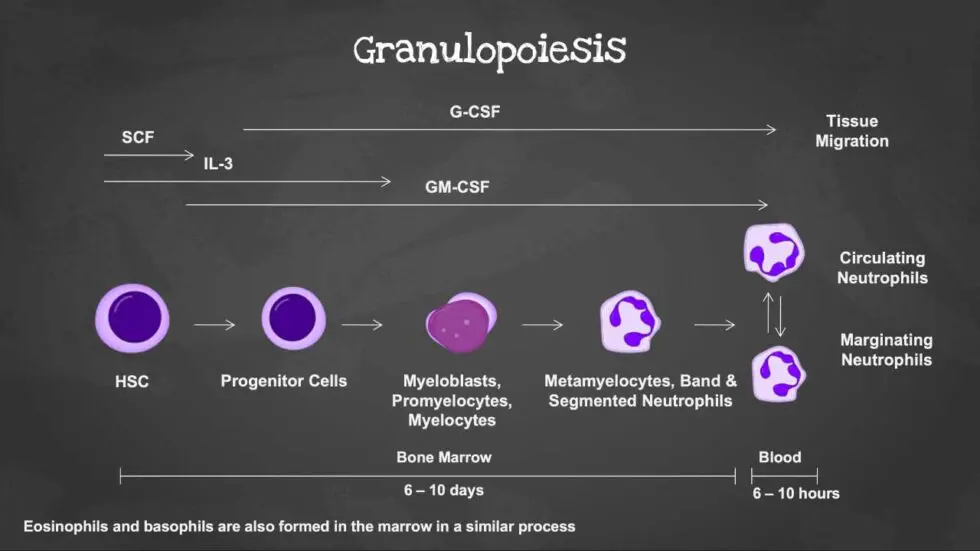 Granulopoiesis
G-CSF
Tissue
Migration
SCF
IL-3
GM-CSF
Circulating
Neutrophils
Marginating
Neutrophils
HSC
Progenitor Cells
Myeloblasts,
Promyelocytes,
Myelocytes
Metamyelocytes, Band &
Segmented Neutrophils
Bone Marrow
6 – 10 days
Blood
6 – 10 hours
Eosinophils and basophils are also formed in the marrow in a similar process